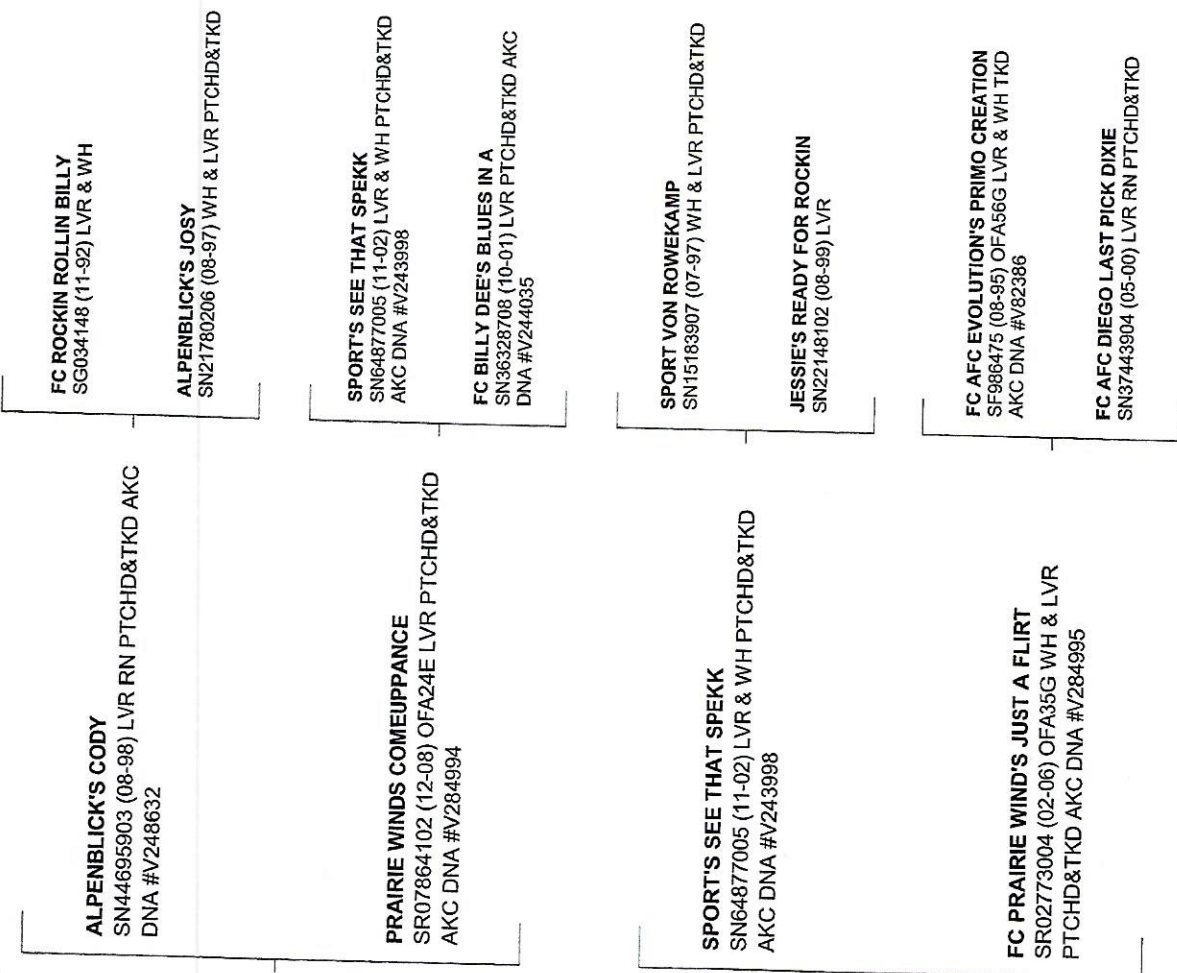 ALPENBLICK'S CODY
SN44695903 (08-98) LVR RN PTCHD&TKD AKC
DNA #V248632
PRAIRIE WINDS COMEUPPANCE
SR07864102 (12-08) OFA24E LVR PTCHD&TKD
AKC DNA #V284994
SPORT'S SEE THAT SPEKK
SN64877005 (11-02) LVR & WH PTCHD&TKD
AKC DNA #V243998
FC PRAIRIE WIND'S JUST A FLIRT
SR02773004 (02-06) OFA35G WH & LVR
PTCHD&TKD AKC DNA #V284995
FC ROCKIN ROLLIN BILLY
SG034148 (11-92) LVR & WH
ALPENBLICK'S JOSY
SN21780206 (08-97) WH & LVR PTCHD&TKD
SPORT'S SEE THAT SPEKK
SN64877005 (11-02) LVR & WH PTCHD&TKD
AKC DNA #V243998
FC BILLY DEE'S BLUES IN A
SN36328708 (10-01) LVR PTCHD&TKD AKC
DNA #V244035
SPORT VON ROWEKAMP
SN15183907 (07-97) WH & LVR PTCHD&TKD
JESSIE'S READY FOR ROCKIN
SN22148102 (08-99) LVR
FC AFC EVOLUTION'S PRIMO CREATION
SF986475 (08-95) OFA56G LVR & WH TKD
AKC DNA #V82386
FC AFC DIEGO LAST PICK DIXIE
SN37443904 (05-00) LVR RN PTCHD&TKD